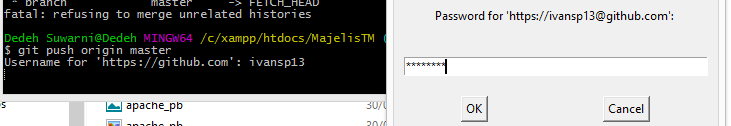 * branch            master     -> FETCH_HEAD
fatal: refusing to merge unrelated histories
Dedeh Suwarni@Dedeh MINGW64 /c/xampp/htdocs/MajelisTM (
$ git push origin master
Username for 'https://github.com': ivansp13
Password for 'https://ivansp13@github.com':
********
OK
Cancel
apache_pb
30/0
apache_pb
30/0